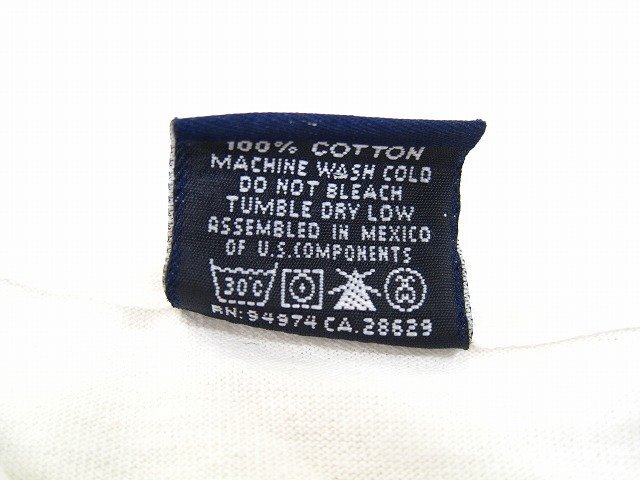 100% COTTON
MACHINE WASH COLD
DO NOT BLEACH
TUMBLE DRY LOW
ASSEMBLED IN MEXICO
OF U.S. COMPONENTS
30°C
RN: 94974 CA. 28629